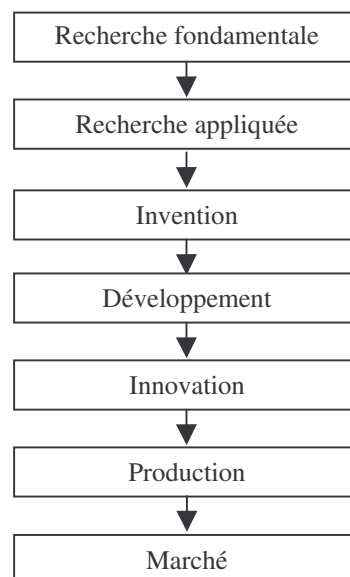 Recherche fondamentale
Recherche appliquée
Invention
Développement
Innovation
Production
Marché